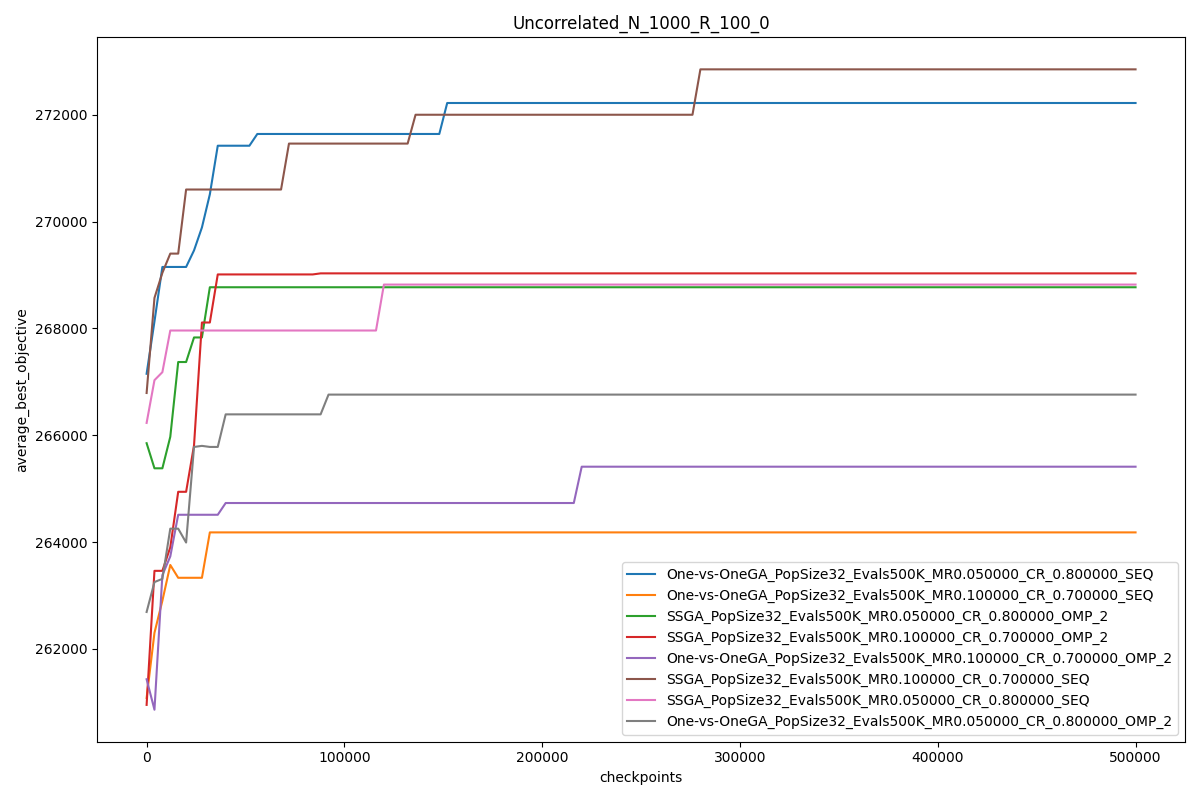 Uncorrelated_N_1000_R_100_0
average_best_objective
272000
270000
268000
266000
264000
262000
One-vs-OneGA_PopSize32_Evals500K_MR0.050000_CR_0.800000_SEQ
One-vs-OneGA_PopSize32_Evals500K_MR0.100000_CR_0.700000_SEQ
SSGA_PopSize32_Evals500K_MR0.050000_CR_0.800000_OMP_2
SSGA_PopSize32_Evals500K_MR0.100000_CR_0.700000_OMP_2
One-vs-OneGA_PopSize32_Evals500K_MR0.100000_CR_0.700000_OMP_2
SSGA_PopSize32_Evals500K_MR0.100000_CR_0.700000_SEQ
SSGA_PopSize32_Evals500K_MR0.050000_CR_0.800000_SEQ
One-vs-OneGA_PopSize32_Evals500K_MR0.050000_CR_0.800000_OMP_2
0 100000 200000 300000 400000 500000
checkpoints